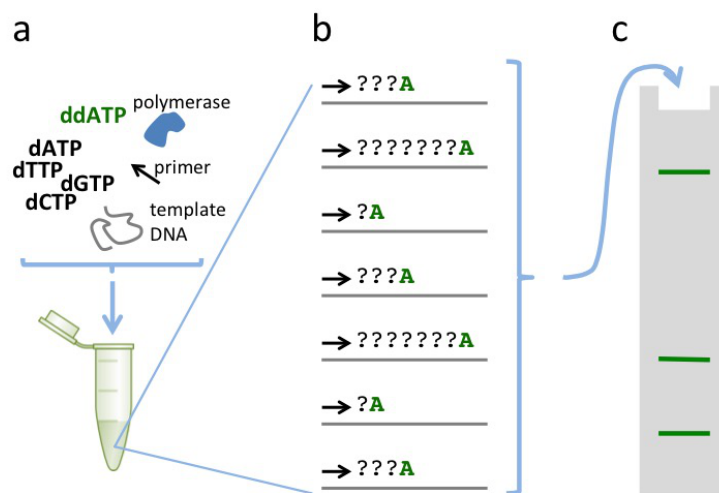 a
ddATP
polymerase
dATP
dTTP
dGTP
dCTP
primer
template
DNA
b
???A
???????A
?A
???A
???????A
?A
???A
c